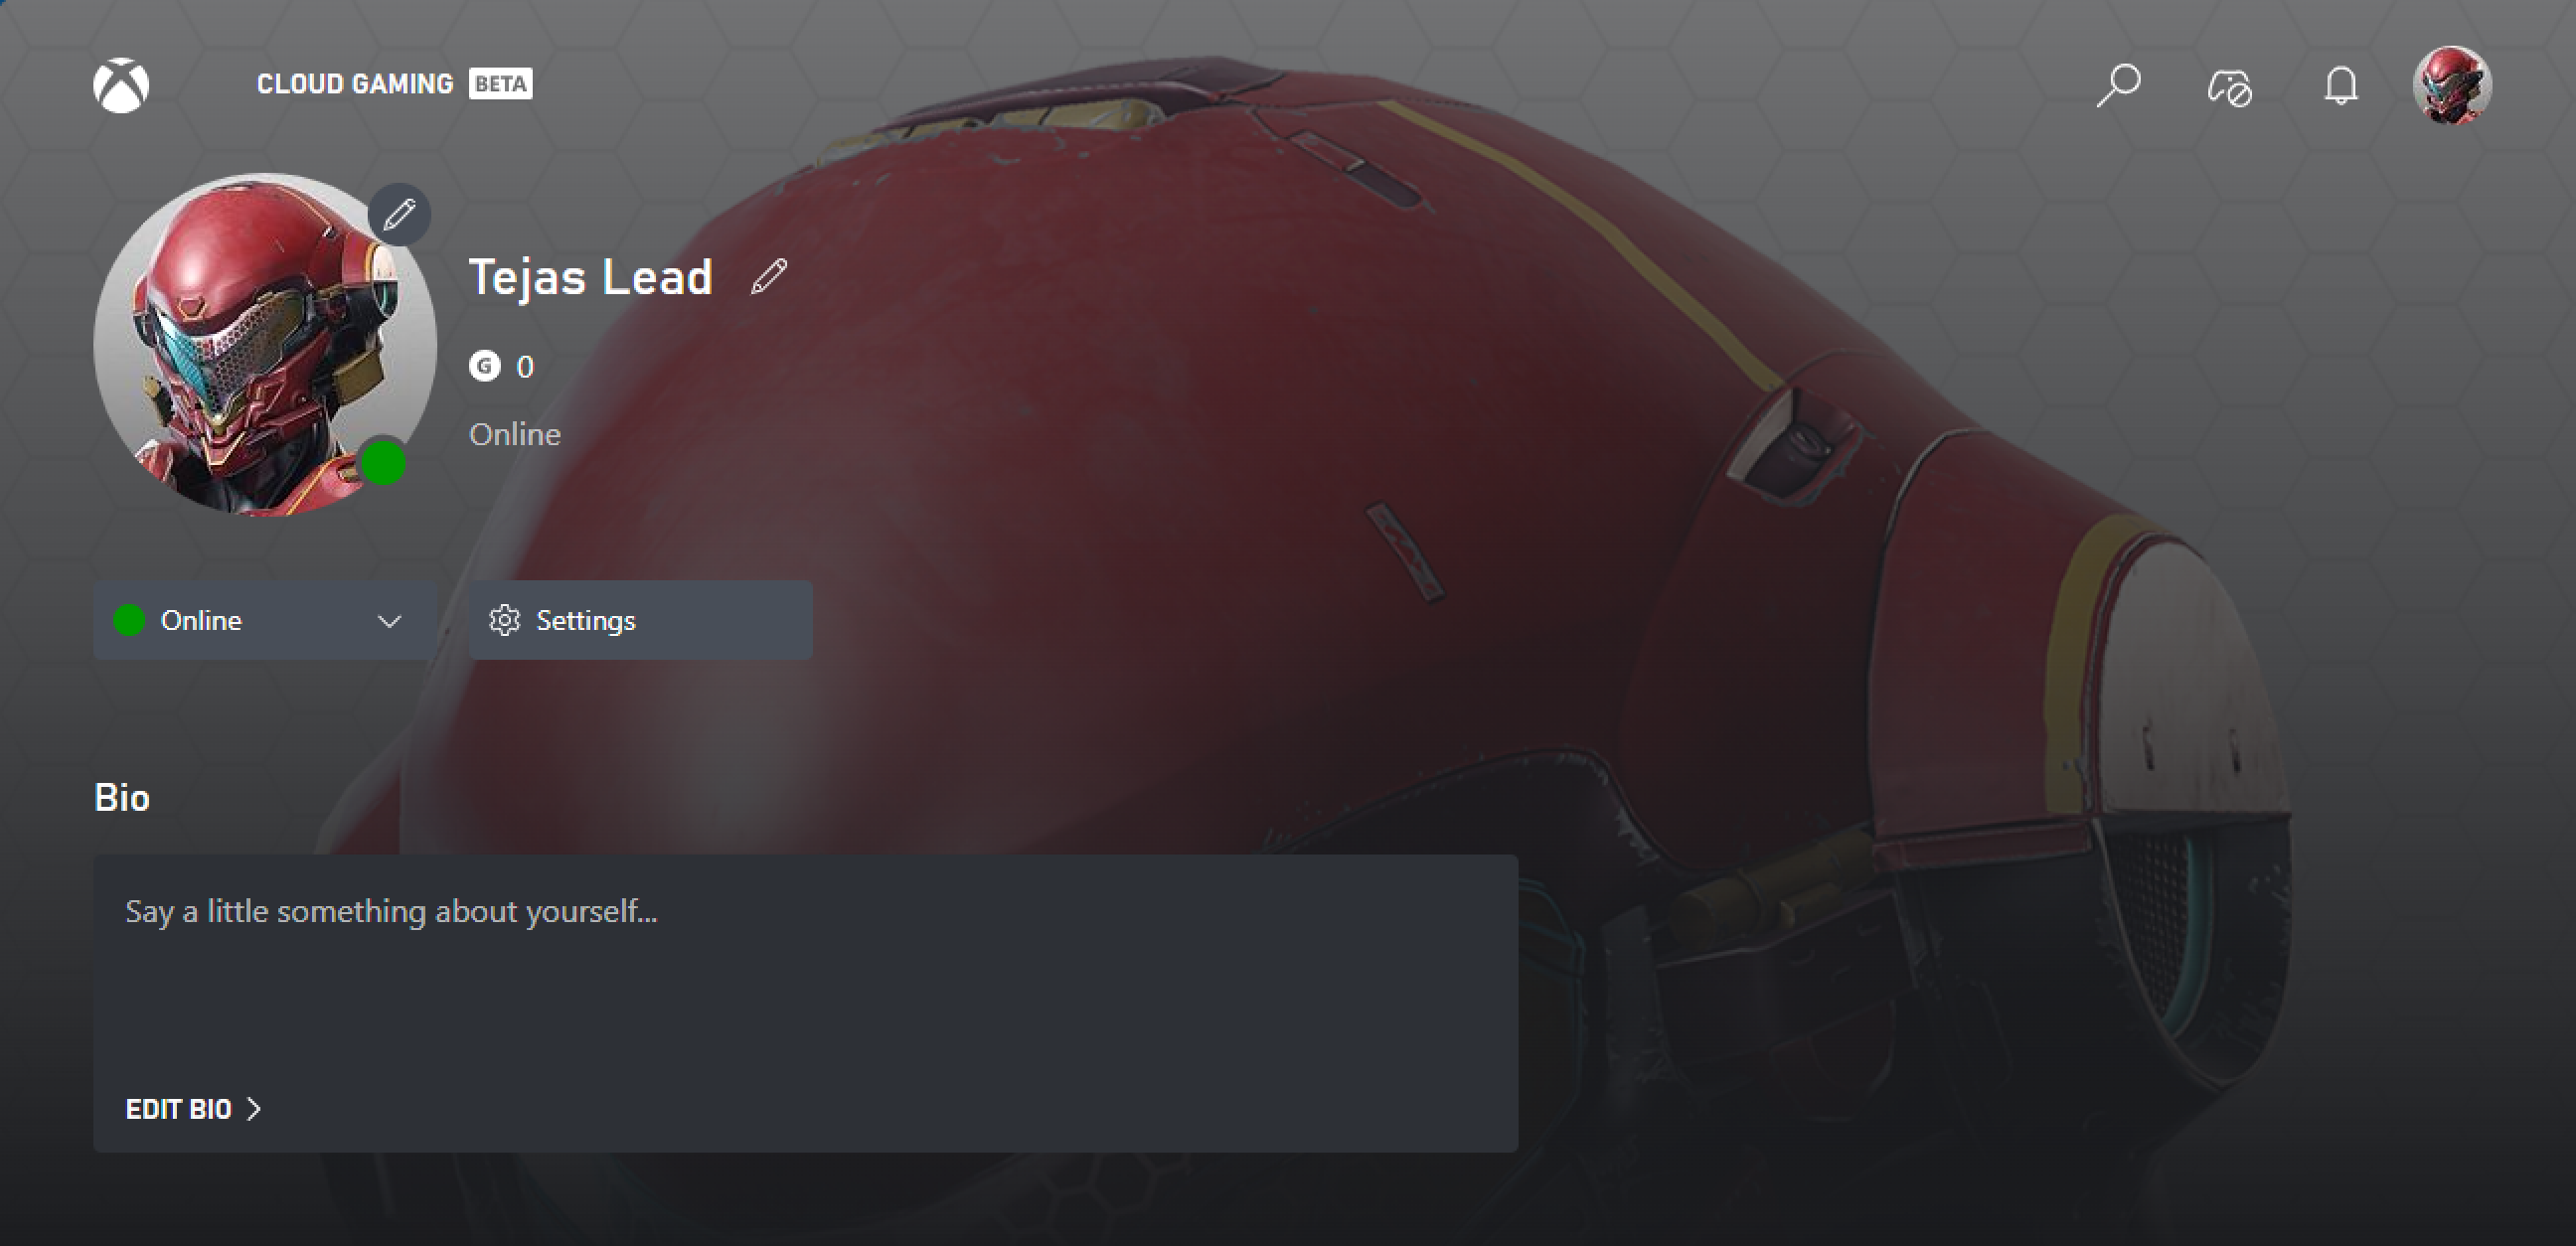 CLOUD GAMING BETA
Tejas Lead
G 0
Online
Online
Settings
Bio
Say a little something about yourself...
EDIT BIO